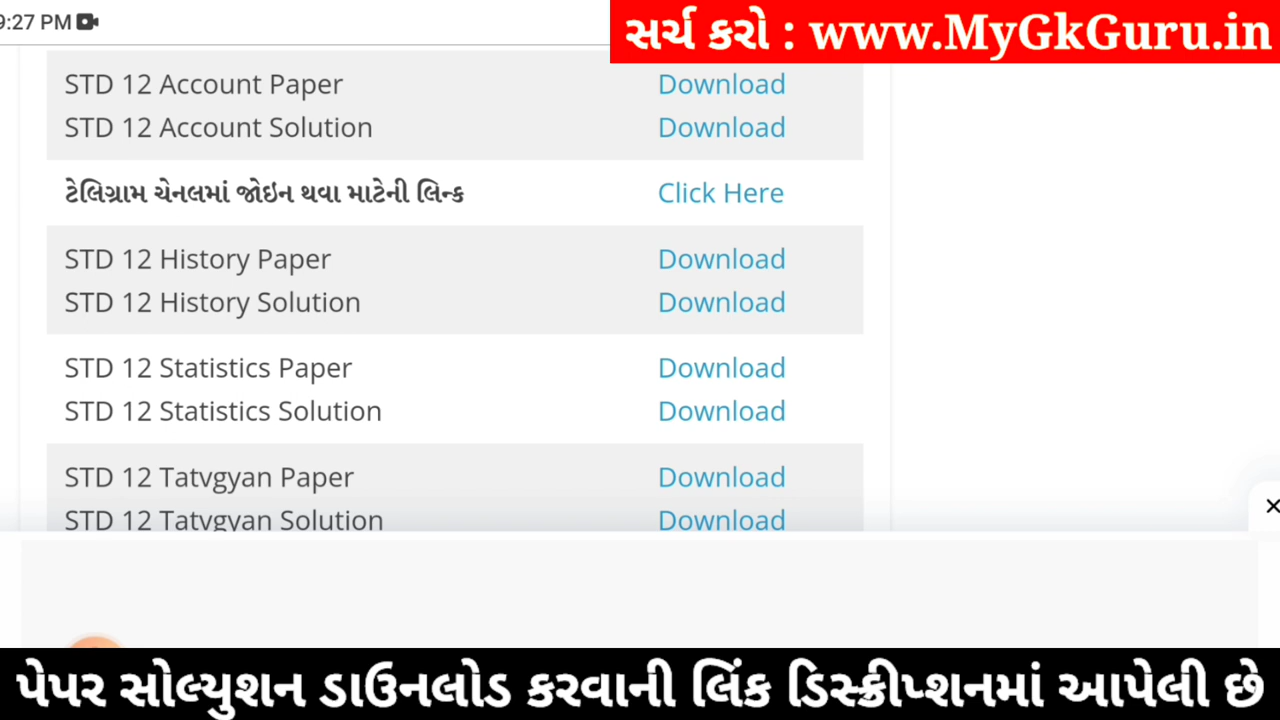 9:27 PM
સર્ચ કરો : www.MyGkGuru.in
STD 12 Account Paper Download
STD 12 Account Solution Download
ટેલિગ્રામ ચેનલમાં જોઇન થવા માટેની લિન્ક Click Here
STD 12 History Paper Download
STD 12 History Solution Download
STD 12 Statistics Paper Download
STD 12 Statistics Solution Download
STD 12 Tatvgyan Paper Download
STD 12 Tatvgyan Solution Download
×
પેપર સોલ્યુશન ડાઉનલોડ કરવાની લિંક ડિસ્ક્રીપ્શનમાં આપેલી છે